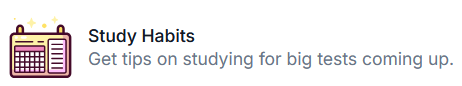 Study Habits
Get tips on studying for big tests coming up.